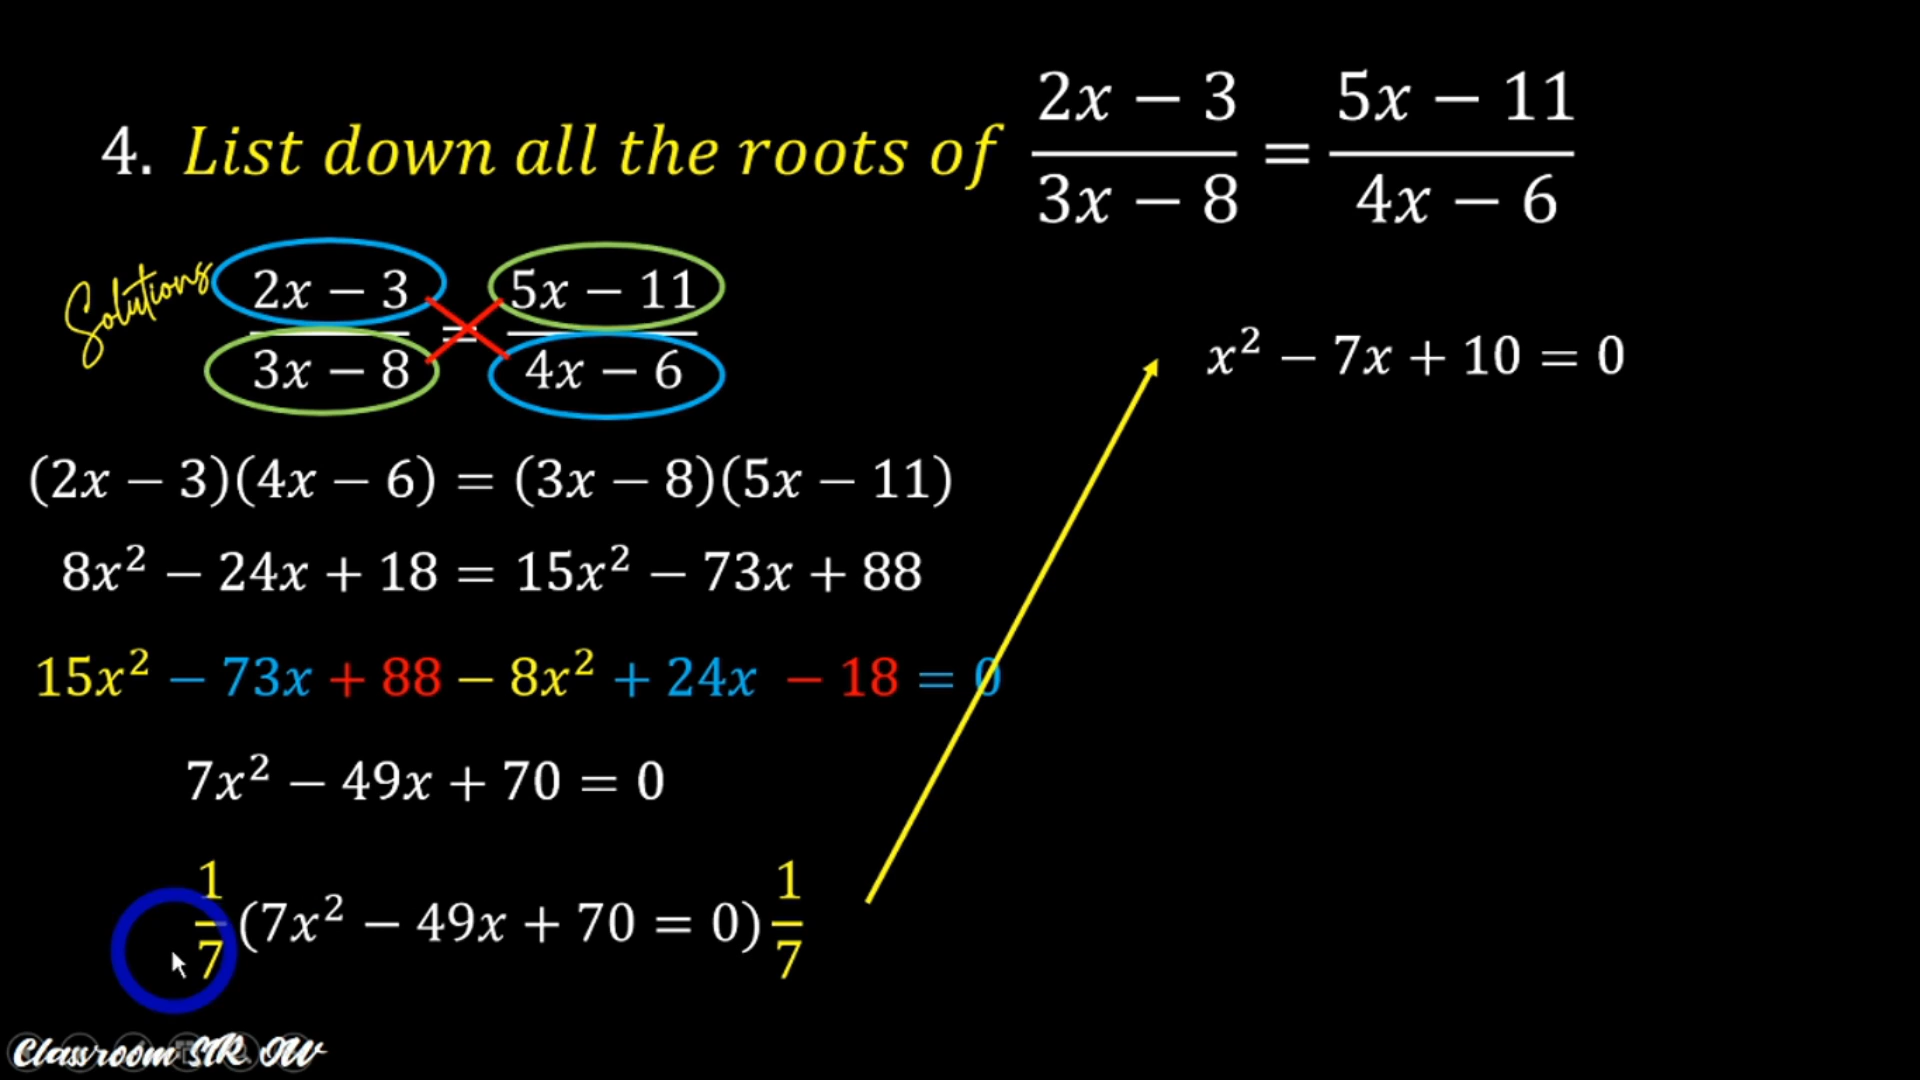 4. List down all the roots of (2x − 3)/(3x − 8) = (5x − 11)/(4x − 6)
Solutions
(2x − 3)/(3x − 8) = (5x − 11)/(4x − 6)
(2x − 3)(4x − 6) = (3x − 8)(5x − 11)
8x² − 24x + 18 = 15x² − 73x + 88
15x² − 73x + 88 − 8x² + 24x − 18 = 0
7x² − 49x + 70 = 0
1/7 (7x² − 49x + 70 = 0) 1/7
x² − 7x + 10 = 0
Classroom STR OW